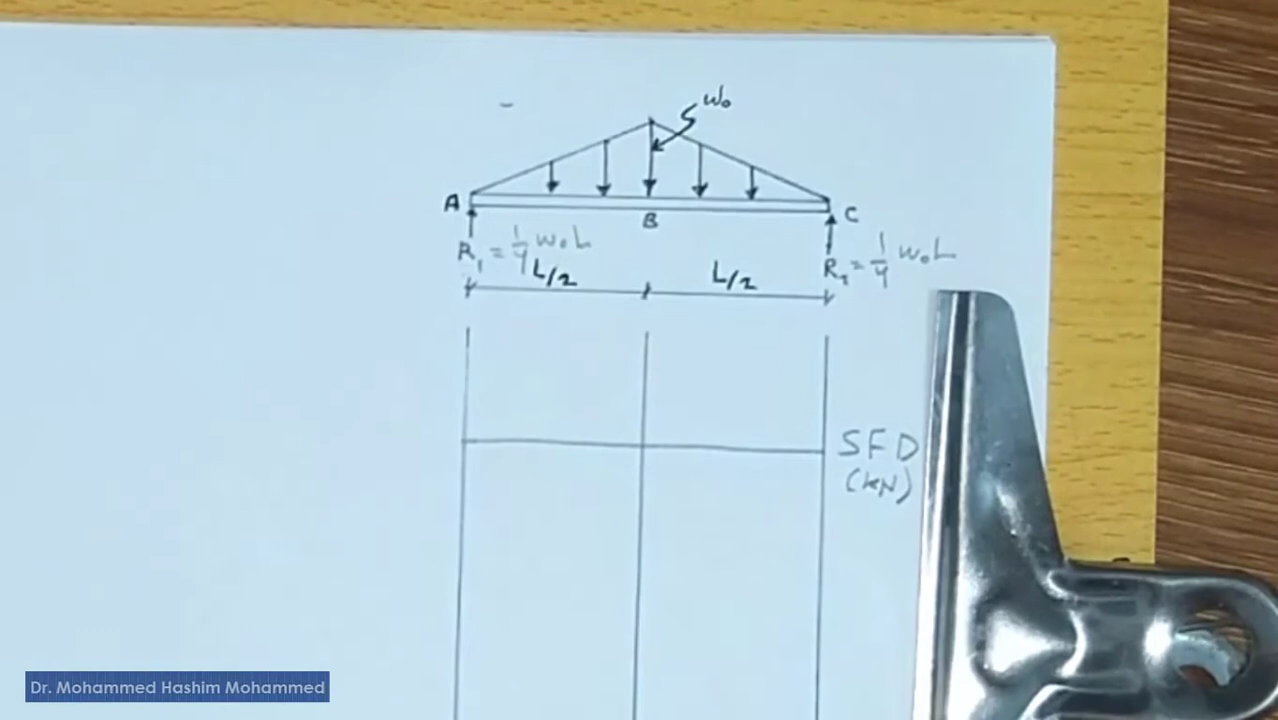 w₀
A
B
C
R₁ = 1/4 w₀L
L/2
L/2
R₂ = 1/4 w₀L
SFD
(kN)
Dr. Mohammed Hashim Mohammed